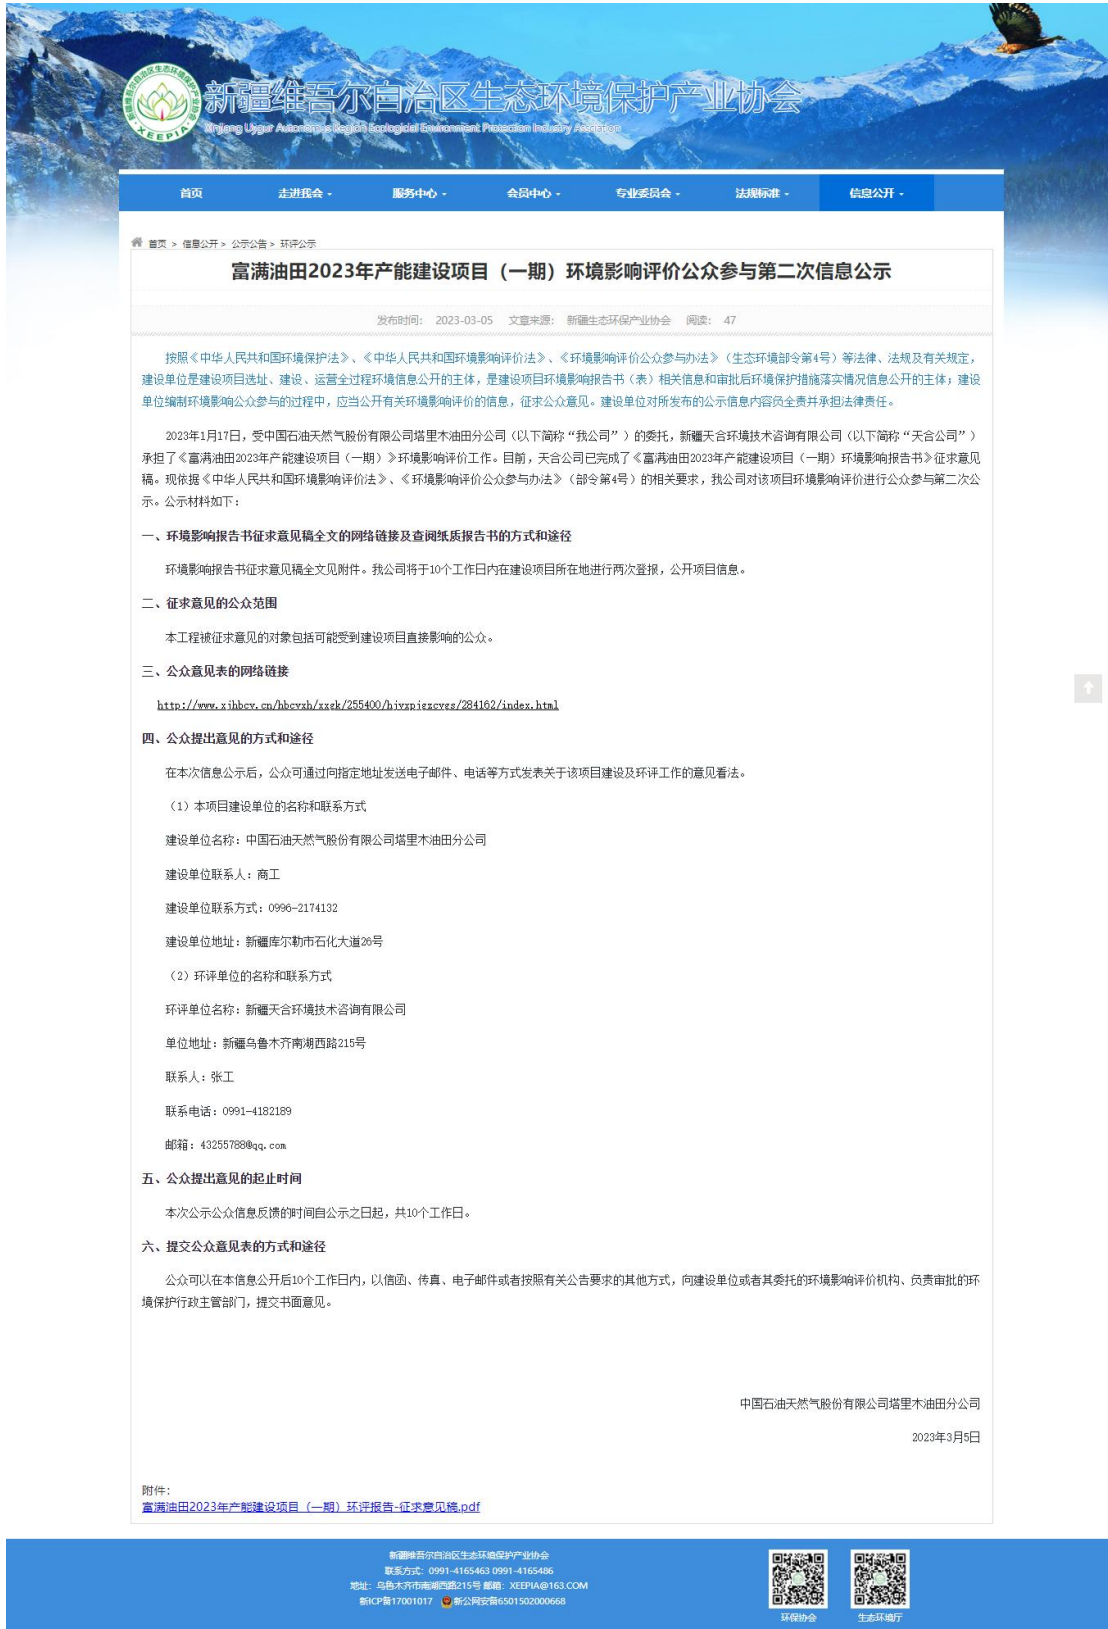 新疆维吾尔自治区生态环境保护产业协会
Xinjiang Uygur Autonomous Region Ecological Environment Protection Industry
XEEPIA
首页 走进我会 服务中心 会员中心 专业委员会 法规标准 信息公开
首页 > 信息公开 > 公示公告 > 环评公示
富满油田2023年产能建设项目（一期）环境影响评价公众参与第二次信息公示
发布时间： 2023-03-05 文章来源： 新疆生态环保产业协会 阅读： 47
按照《中华人民共和国环境保护法》、《中华人民共和国环境影响评价法》、《环境影响评价公众参与办法》（生态环境部令第4号）等法律、法规及有关规定，
建设单位是建设项目选址、建设、运营全过程环境信息公开的主体，是建设项目环境影响报告书（表）相关信息和审批后环境保护措施落实情况信息公开的主体；建设
单位编制环境影响公众参与的过程中，应当公开有关环境影响评价的信息，征求公众意见。建设单位对所发布的公示信息内容负全责并承担法律责任。
2023年1月17日，受中国石油天然气股份有限公司塔里木油田分公司（以下简称“我公司”）的委托，新疆天合环境技术咨询有限公司（以下简称“天合公司”）
承担了《富满油田2023年产能建设项目（一期）》环境影响评价工作。目前，天合公司已完成了《富满油田2023年产能建设项目（一期）环境影响报告书》征求意见
稿。现依据《中华人民共和国环境影响评价法》、《环境影响评价公众参与办法》（部令第4号）的相关要求，我公司对该项目环境影响评价进行公众参与第二次公
示。公示材料如下：
一、环境影响报告书征求意见稿全文的网络链接及查阅纸质报告书的方式和途径
环境影响报告书征求意见稿全文见附件。我公司将于10个工作日内在建设项目所在地进行两次登报，公开项目信息。
二、征求意见的公众范围
本工程被征求意见的对象包括可能受到建设项目直接影响的公众。
三、公众意见表的网络链接
http://www.xjhbcy.cn/hbcyxh/xxgk/255400/hjyxpjgzcygs/284162/index.html
四、公众提出意见的方式和途径
在本次信息公示后，公众可通过向指定地址发送电子邮件、电话等方式发表关于该项目建设及环评工作的意见看法。
（1）本项目建设单位的名称和联系方式
建设单位名称：中国石油天然气股份有限公司塔里木油田分公司
建设单位联系人：商工
建设单位联系方式：0996-2174132
建设单位地址：新疆库尔勒市石化大道26号
（2）环评单位的名称和联系方式
环评单位名称：新疆天合环境技术咨询有限公司
单位地址：新疆乌鲁木齐南湖西路215号
联系人：张工
联系电话：0991-4182189
邮箱：43255788@qq.com
五、公众提出意见的起止时间
本次公示公众信息反馈的时间自公示之日起，共10个工作日。
六、提交公众意见表的方式和途径
公众可以在本信息公开后10个工作日内，以信函、传真、电子邮件或者按照有关公告要求的其他方式，向建设单位或者其委托的环境影响评价机构、负责审批的环
境保护行政主管部门，提交书面意见。
中国石油天然气股份有限公司塔里木油田分公司
2023年3月5日
附件：
富满油田2023年产能建设项目（一期）环评报告-征求意见稿.pdf
新疆维吾尔自治区生态环境保护产业协会
联系方式：0991-4165463 0991-4165486
地址：乌鲁木齐市南湖西路215号 邮箱：XEEPIA@163.COM
新ICP备17001017 新公网安备6501502000668
环保协会 生态环境厅